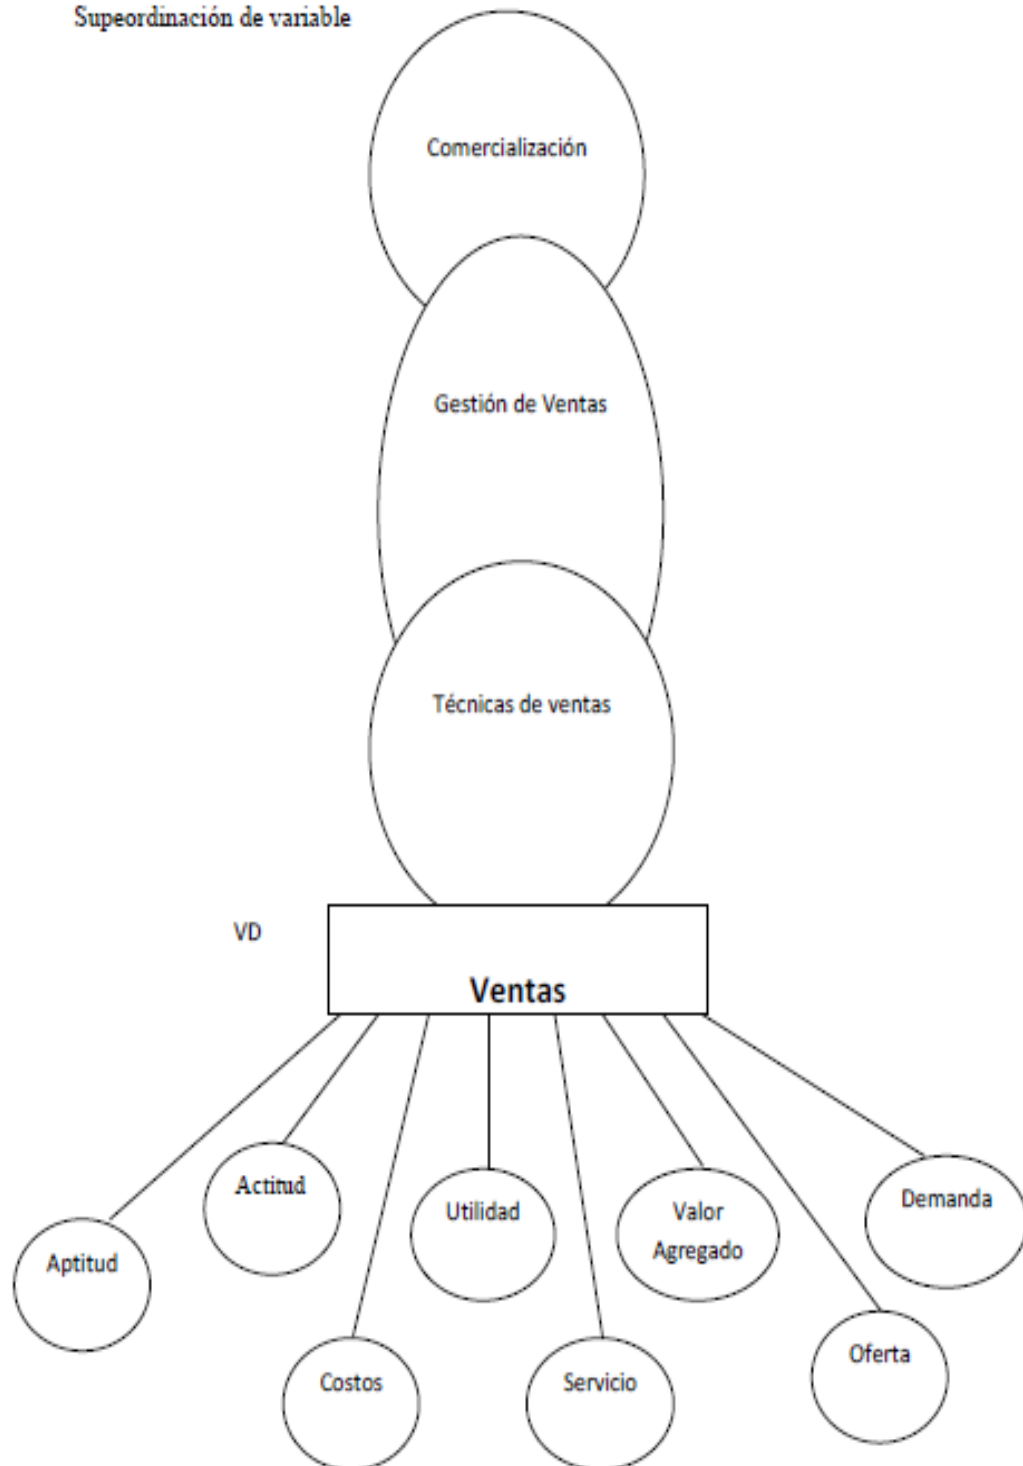 Supeordinación de variable
Comercialización
Gestión de Ventas
Técnicas de ventas
VD
Ventas
Aptitud
Actitud
Costos
Utilidad
Servicio
Valor
Agregado
Oferta
Demanda